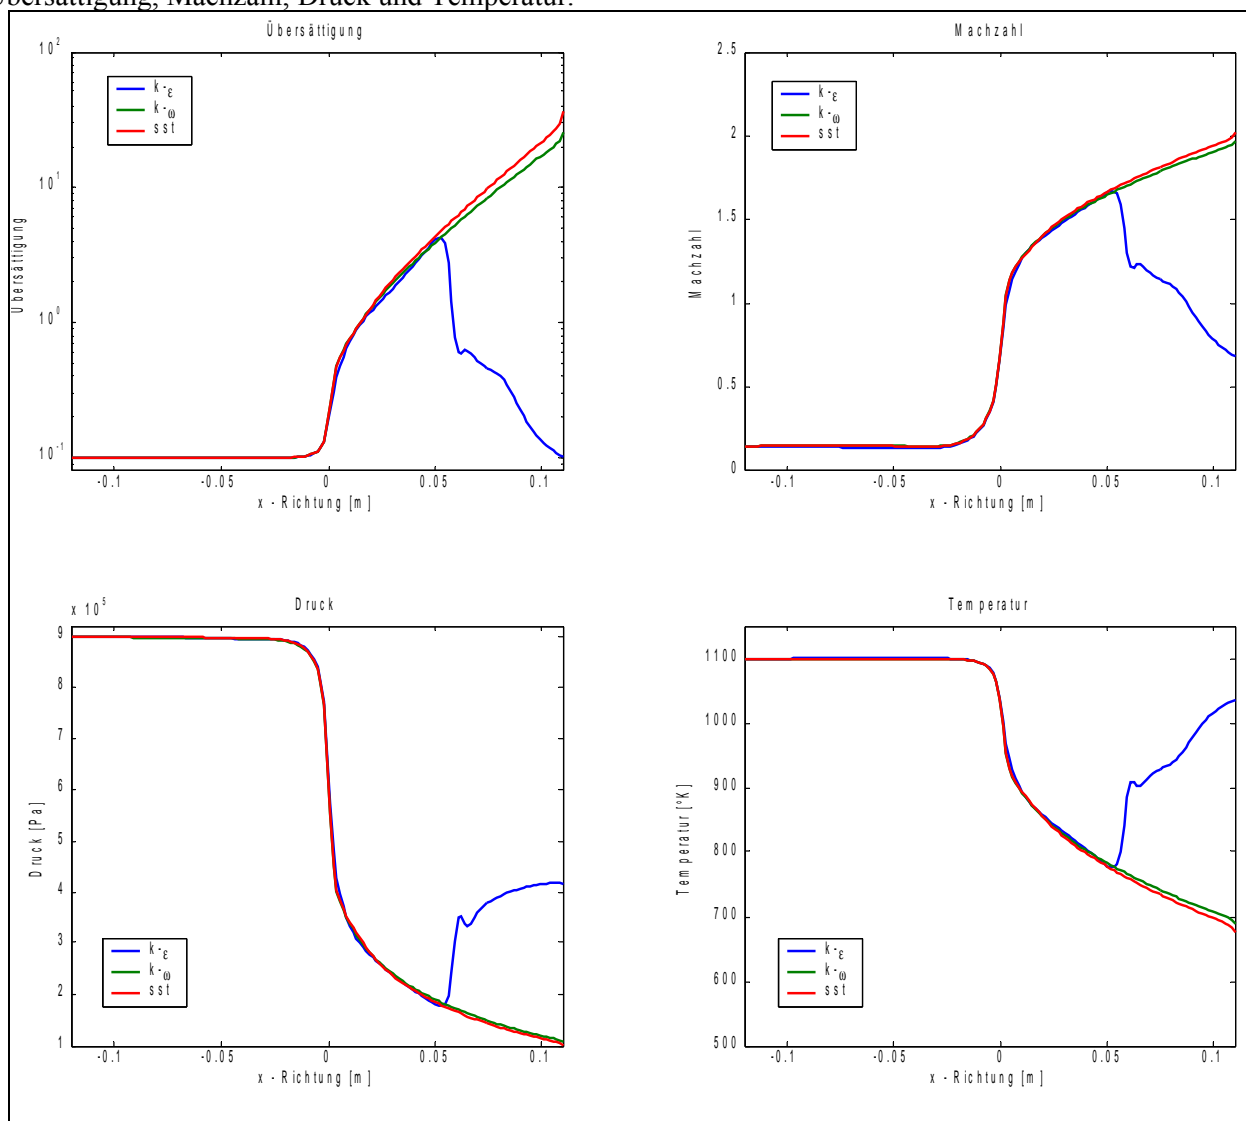 Übersättigung, Machzahl, Druck und Temperatur.
Übersättigung
Übersättigung
10^2
10^1
10^0
10^-1
k-ε
k-ω
sst
-0.1 -0.05 0 0.05 0.1
x - Richtung [m]
Machzahl
Machzahl
2.5
2
1.5
1
0.5
0
k-ε
k-ω
sst
-0.1 -0.05 0 0.05 0.1
x - Richtung [m]
Druck
x 10^5
Druck [Pa]
9
8
7
6
5
4
3
2
1
k-ε
k-ω
sst
-0.1 -0.05 0 0.05 0.1
x - Richtung [m]
Temperatur
Temperatur [°K]
1100
1000
900
800
700
600
500
k-ε
k-ω
sst
-0.1 -0.05 0 0.05 0.1
x - Richtung [m]